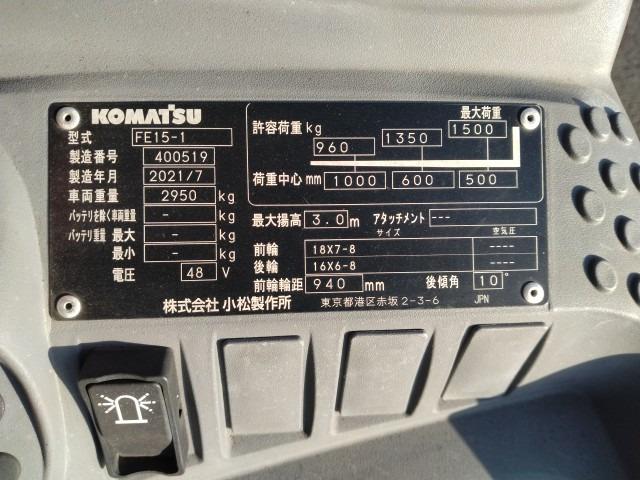 KOMATSU
型式 FE15-1
製造番号 400519
製造年月 2021/7
車両重量 2950 kg
バッテリを除く車両重量 - kg
バッテリ重量 最大 - kg
最小 - kg
電圧 48 V
許容荷重 kg 960 1350 1500
最大荷重
荷重中心 mm 1000 600 500
最大揚高 3.0 m アタッチメント ---
サイズ 空気圧
前輪 18X7-8 ----
後輪 16X6-8 ----
前輪輪距 940 mm 後傾角 10°
株式会社 小松製作所 東京都港区赤坂 2-3-6 JPN